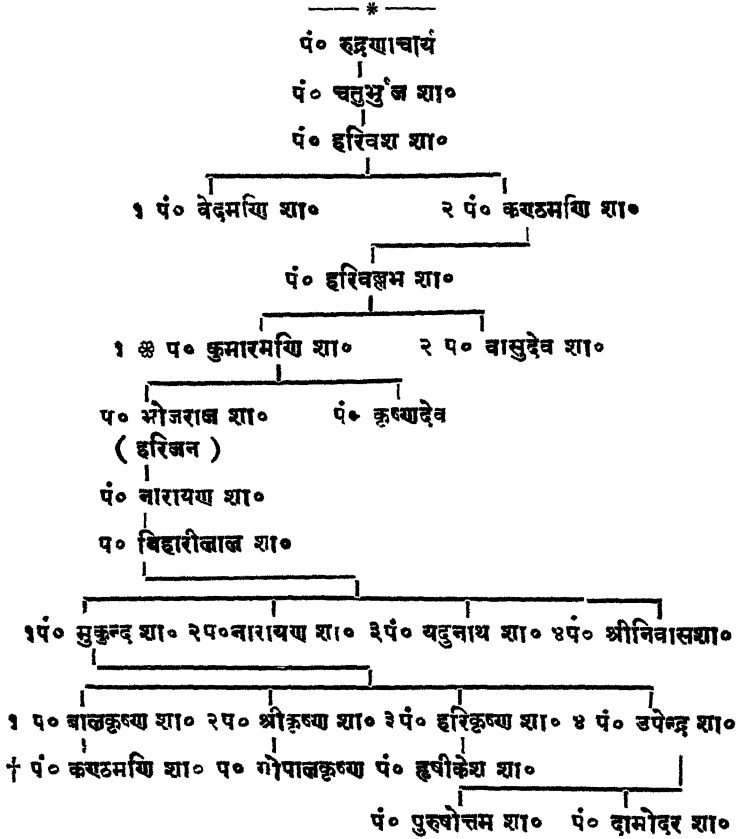 पं० रुद्रणाचार्य
पं० चतुर्भुज शा०
पं० हरिवश शा०
१ पं० वेदमणि शा० २ पं० कण्ठमणि शा०
पं० हरिवल्लभ शा०
१ ❀ प० कुमारमणि शा० २ प० वासुदेव शा०
प० भोजराज शा० पं० कृष्णदेव
( हरिजन )
पं० नारायण शा०
प० बिहारीलाल शा०
१पं० मुकुन्द शा० २प०नारायण शा० ३पं० यदुनाथ शा० ४पं० श्रीनिवासशा०
१ प० बालकृष्ण शा० २प० श्रीकृष्ण शा० ३पं० हरिकृष्ण शा० ४ पं० उपेन्द्र शा०
† पं० कण्ठमणि शा० प० गोपालकृष्ण पं० हृषीकेश शा०
पं० पुरुषोत्तम शा० पं० दामोदर शा०